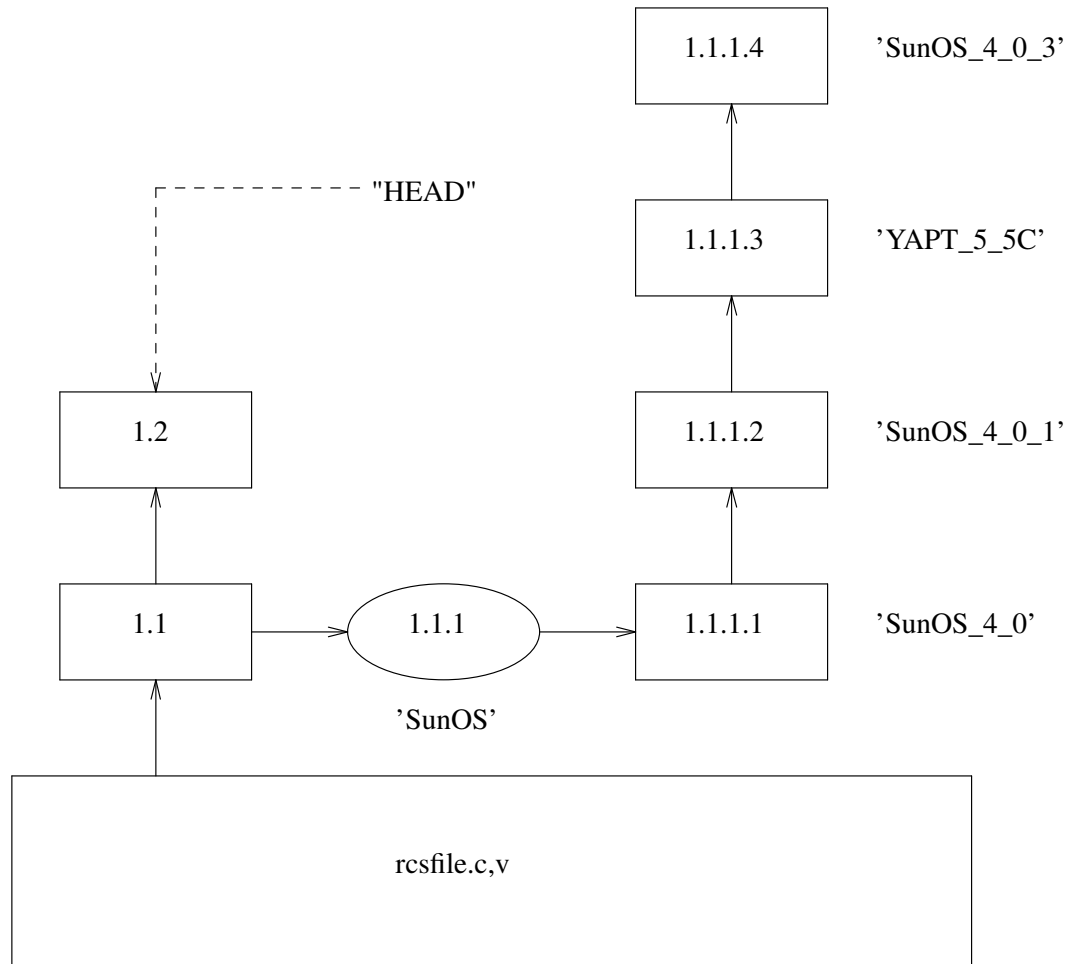 1.1.1.4 ’SunOS_4_0_3’
"HEAD"
1.1.1.3 ’YAPT_5_5C’
1.2
1.1.1.2 ’SunOS_4_0_1’
1.1
1.1.1
1.1.1.1 ’SunOS_4_0’
’SunOS’
rcsfile.c,v